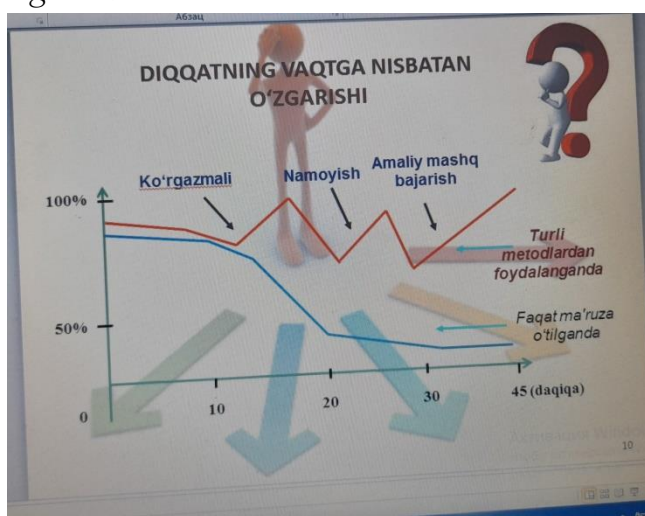 Абзац
DIQQATNING VAQTGA NISBATAN
O‘ZGARISHI
Ko‘rgazmali
Namoyish
Amaliy mashq
bajarish
100%
Turli
metodlardan
foydalanganda
50%
Faqat ma’ruza
o‘tilganda
0
10
20
30
45 (daqiqa)
10